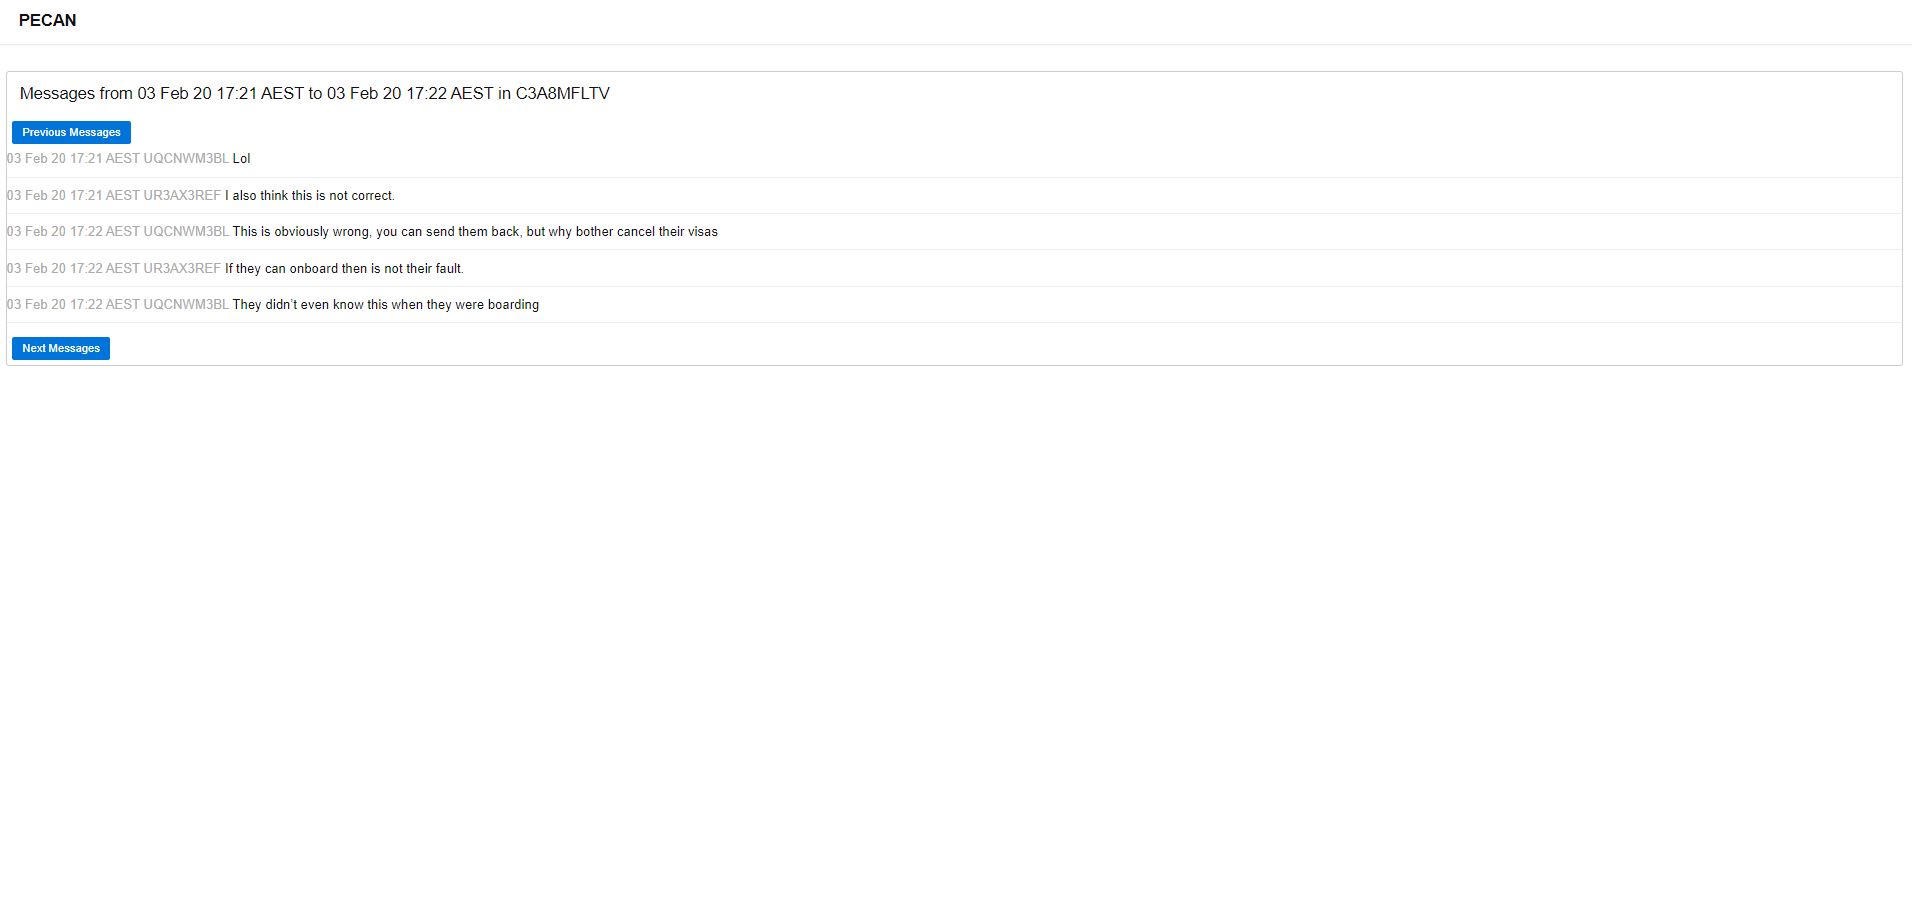 PECAN
Messages from 03 Feb 20 17:21 AEST to 03 Feb 20 17:22 AEST in C3A8MFLTV
Previous Messages
03 Feb 20 17:21 AEST UQCNWM3BL Lol
03 Feb 20 17:21 AEST UR3AX3REF I also think this is not correct.
03 Feb 20 17:22 AEST UQCNWM3BL This is obviously wrong, you can send them back, but why bother cancel their visas
03 Feb 20 17:22 AEST UR3AX3REF If they can onboard then is not their fault.
03 Feb 20 17:22 AEST UQCNWM3BL They didn't even know this when they were boarding
Next Messages